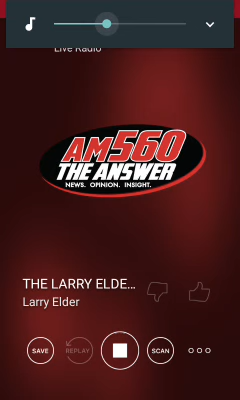 Live Radio
AM560
THE ANSWER
NEWS. OPINION. INSIGHT.
THE LARRY ELDE...
Larry Elder
SAVE
REPLAY
SCAN